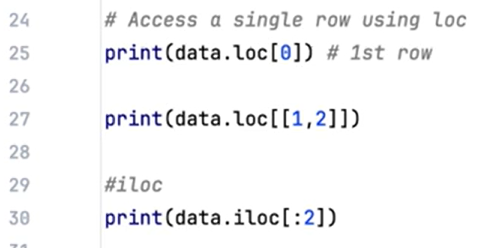 24 # Access a single row using loc
25 print(data.loc[0]) # 1st row
26
27 print(data.loc[[1,2]])
28
29 #iloc
30 print(data.iloc[:2])